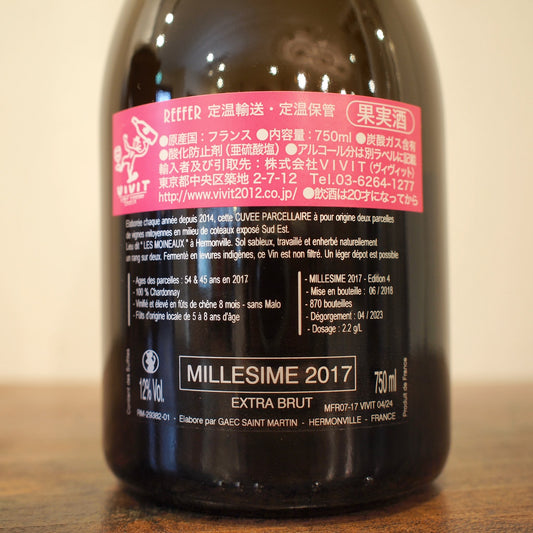 REEFER 定温輸送・定温保管 果実酒
●原産国：フランス ●内容量：750ml ●炭酸ガス含有
●酸化防止剤（亜硫酸塩）●アルコール分は別ラベルに記載
輸入者及び引取先：株式会社VIVIT（ヴィヴィット）
東京都中央区築地 2-7-12 Tel.03-6264-1277
http://www.vivit2012.co.jp/ ●飲酒は20才になってから
VIVIT
Elaborée chaque année depuis 2014, cette CUVEE PARCELLAIRE à pour origine deux parcelles
de vignes mitoyennes en milieu de coteaux exposé Sud Est.
Lieu dit " LES MOINEAUX " à Hermonville. Sol sableux, travaillé et enherbé naturellement
un rang sur deux. Fermenté en levures indigènes, ce Vin est non filtré. Un léger dépot est possible
- Ages des parcelles : 54 & 45 ans en 2017
- 100 % Chardonnay
- Vinifié et élevé en fûts de chêne 8 mois - sans Malo
- Fûts d'origine locale de 5 à 8 ans d'âge
- MILLESIME 2017 - Edition 4
- Mise en bouteille : 06 / 2018
- 870 bouteilles
- Dégorgement : 04 / 2023
- Dosage : 2.2 g/L
Contient des Sulfites
12% Vol.
MILLESIME 2017
750 ml
Produit de France
EXTRA BRUT
MFR07-17 VIVIT 04/24
RM-29382-01 - Elabore par GAEC SAINT MARTIN - HERMONVILLE - FRANCE